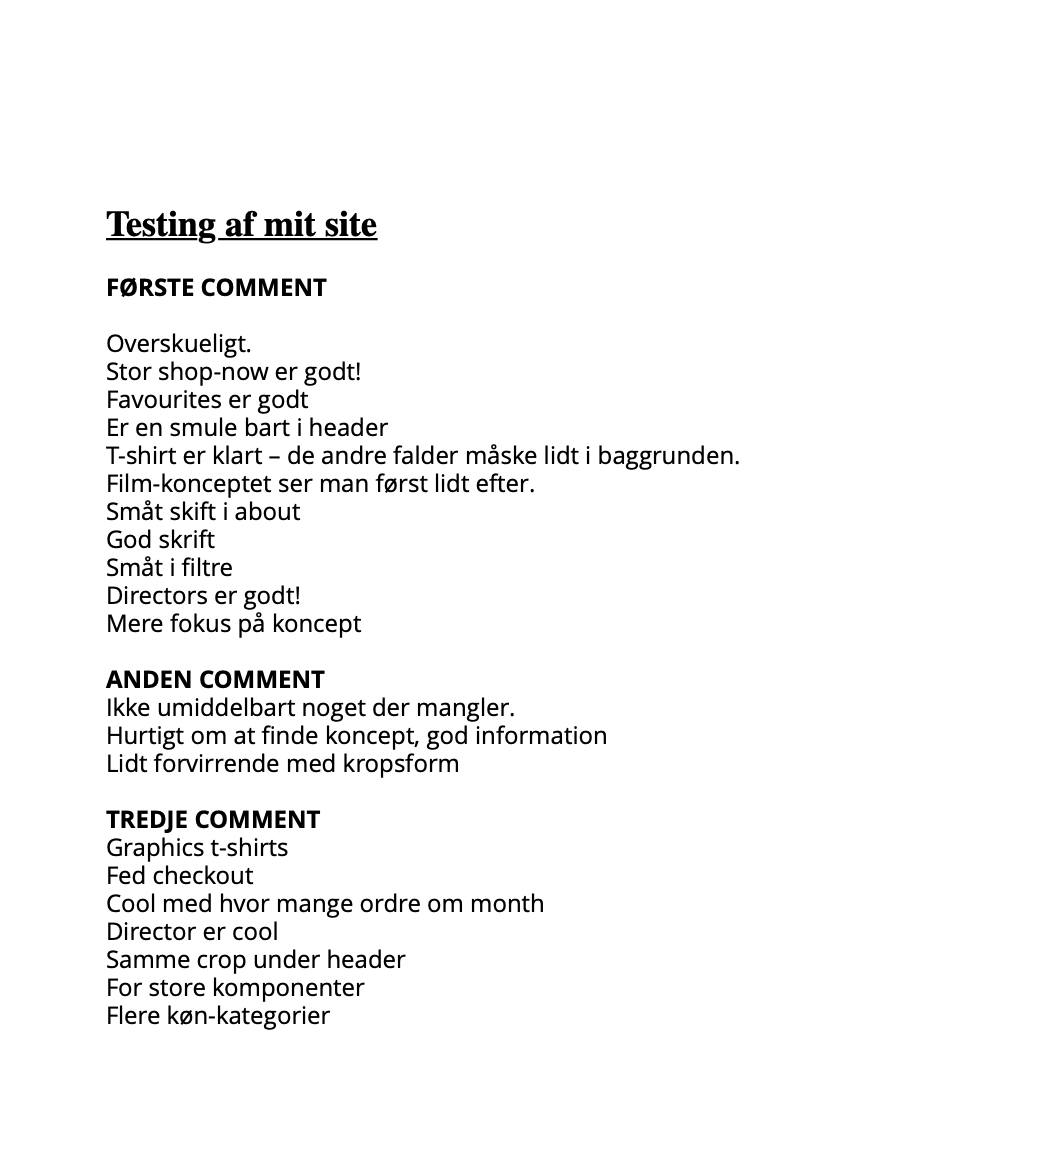 Testing af mit site
FØRSTE COMMENT
Overskueligt.
Stor shop-now er godt!
Favourites er godt
Er en smule bart i header
T-shirt er klart – de andre falder måske lidt i baggrunden.
Film-konceptet ser man først lidt efter.
Småt skift i about
God skrift
Småt i filtre
Directors er godt!
Mere fokus på koncept
ANDEN COMMENT
Ikke umiddelbart noget der mangler.
Hurtigt om at finde koncept, god information
Lidt forvirrende med kropsform
TREDJE COMMENT
Graphics t-shirts
Fed checkout
Cool med hvor mange ordre om month
Director er cool
Samme crop under header
For store komponenter
Flere køn-kategorier